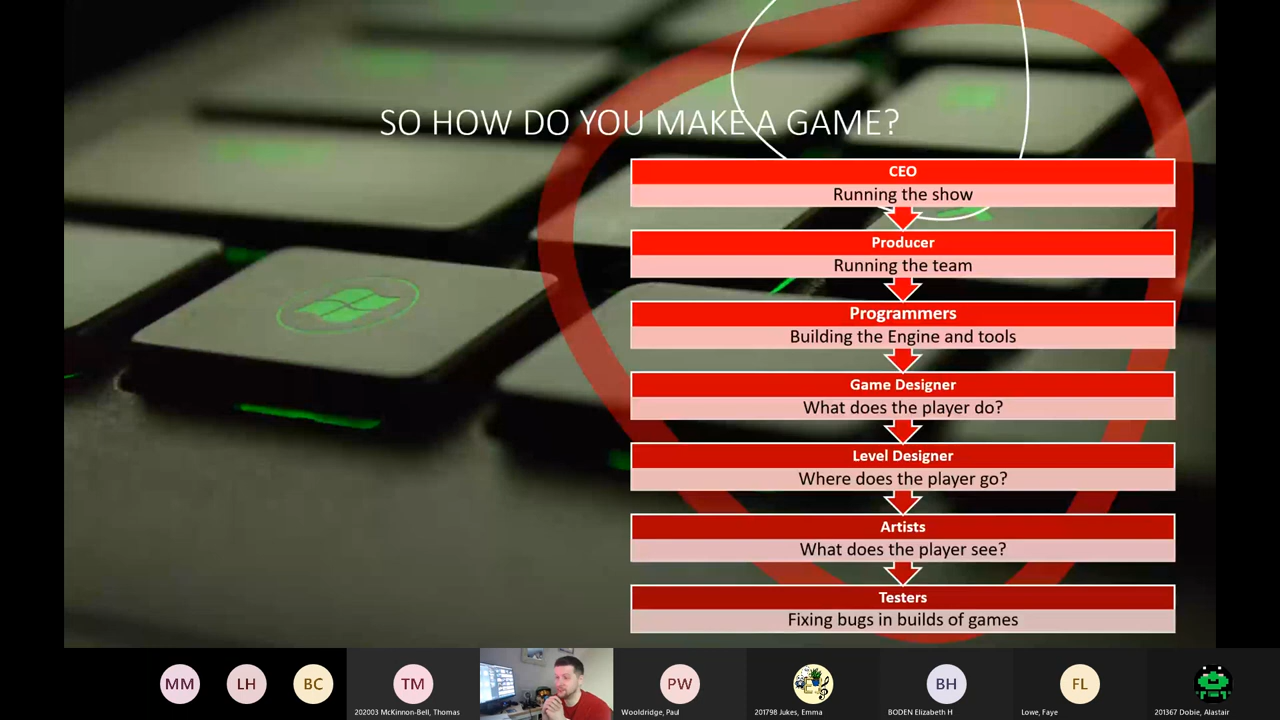 SO HOW DO YOU MAKE A GAME?
CEO
Running the show
Producer
Running the team
Programmers
Building the Engine and tools
Game Designer
What does the player do?
Level Designer
Where does the player go?
Artists
What does the player see?
Testers
Fixing bugs in builds of games
MM
LH
BC
TM
PW
BH
FL
202003 McKinnon-Bell, Thomas
Wooldridge, Paul
201798 Jukes, Emma
BODEN Elizabeth H
Lowe, Faye
201367 Dobie, Alastair